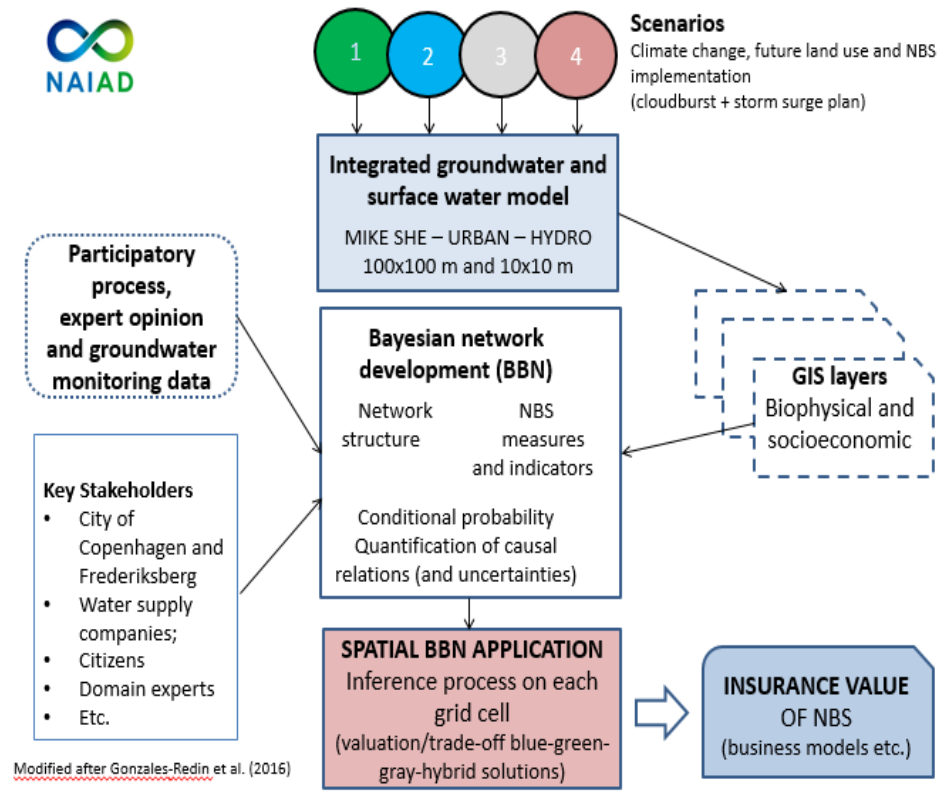 NAIAD
1 2 3 4
Scenarios
Climate change, future land use and NBS
implementation
(cloudburst + storm surge plan)
Integrated groundwater and
surface water model
MIKE SHE – URBAN – HYDRO
100x100 m and 10x10 m
Participatory
process,
expert opinion
and groundwater
monitoring data
Bayesian network
development (BBN)
Network
structure
NBS
measures
and indicators
Conditional probability
Quantification of causal
relations (and uncertainties)
GIS layers
Biophysical and
socioeconomic
Key Stakeholders
• City of
Copenhagen and
Frederiksberg
• Water supply
companies;
• Citizens
• Domain experts
• Etc.
SPATIAL BBN APPLICATION
Inference process on each
grid cell
(valuation/trade-off blue-green-
gray-hybrid solutions)
INSURANCE VALUE
OF NBS
(business models etc.)
Modified after Gonzales-Redin et al. (2016)